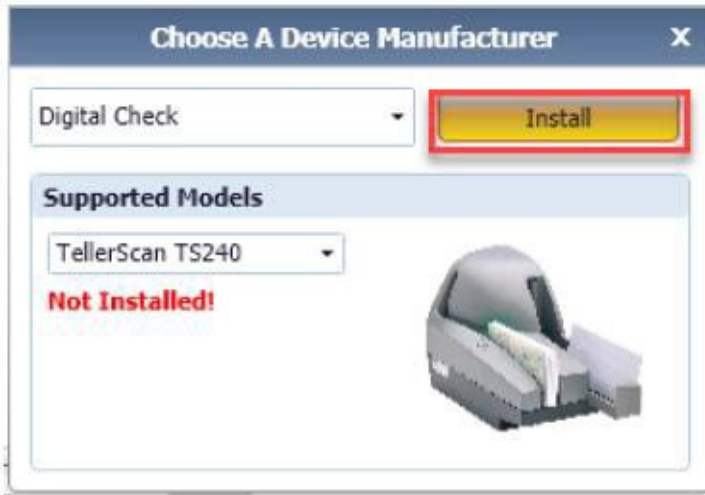 Choose A Device Manufacturer X
Digital Check
Install
Supported Models
TellerScan TS240
Not Installed!